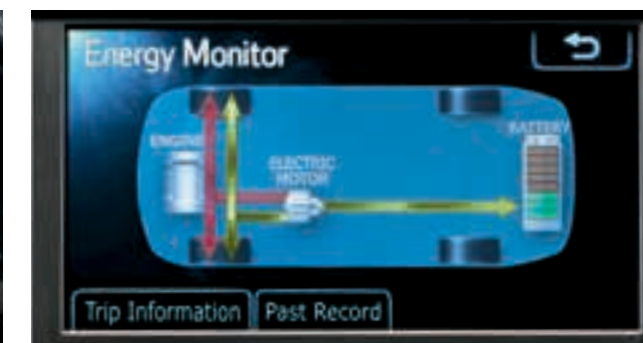 Energy Monitor
BATTERY
ENGINE
ELECTRIC
MOTOR
Trip Information
Past Record